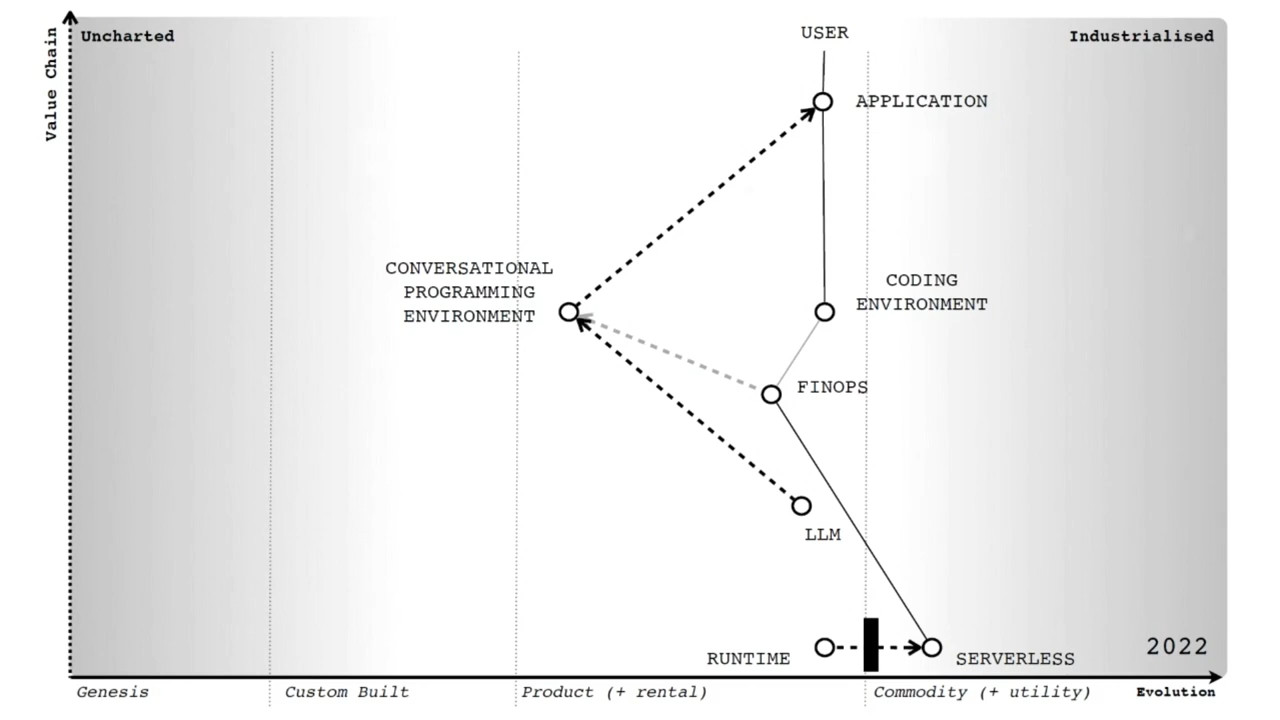 USER
Uncharted
Industrialised
Value Chain
APPLICATION
CONVERSATIONAL
PROGRAMMING
ENVIRONMENT
CODING
ENVIRONMENT
FINOPS
LLM
RUNTIME
SERVERLESS
2022
Genesis
Custom Built
Product (+ rental)
Commodity (+ utility)
Evolution